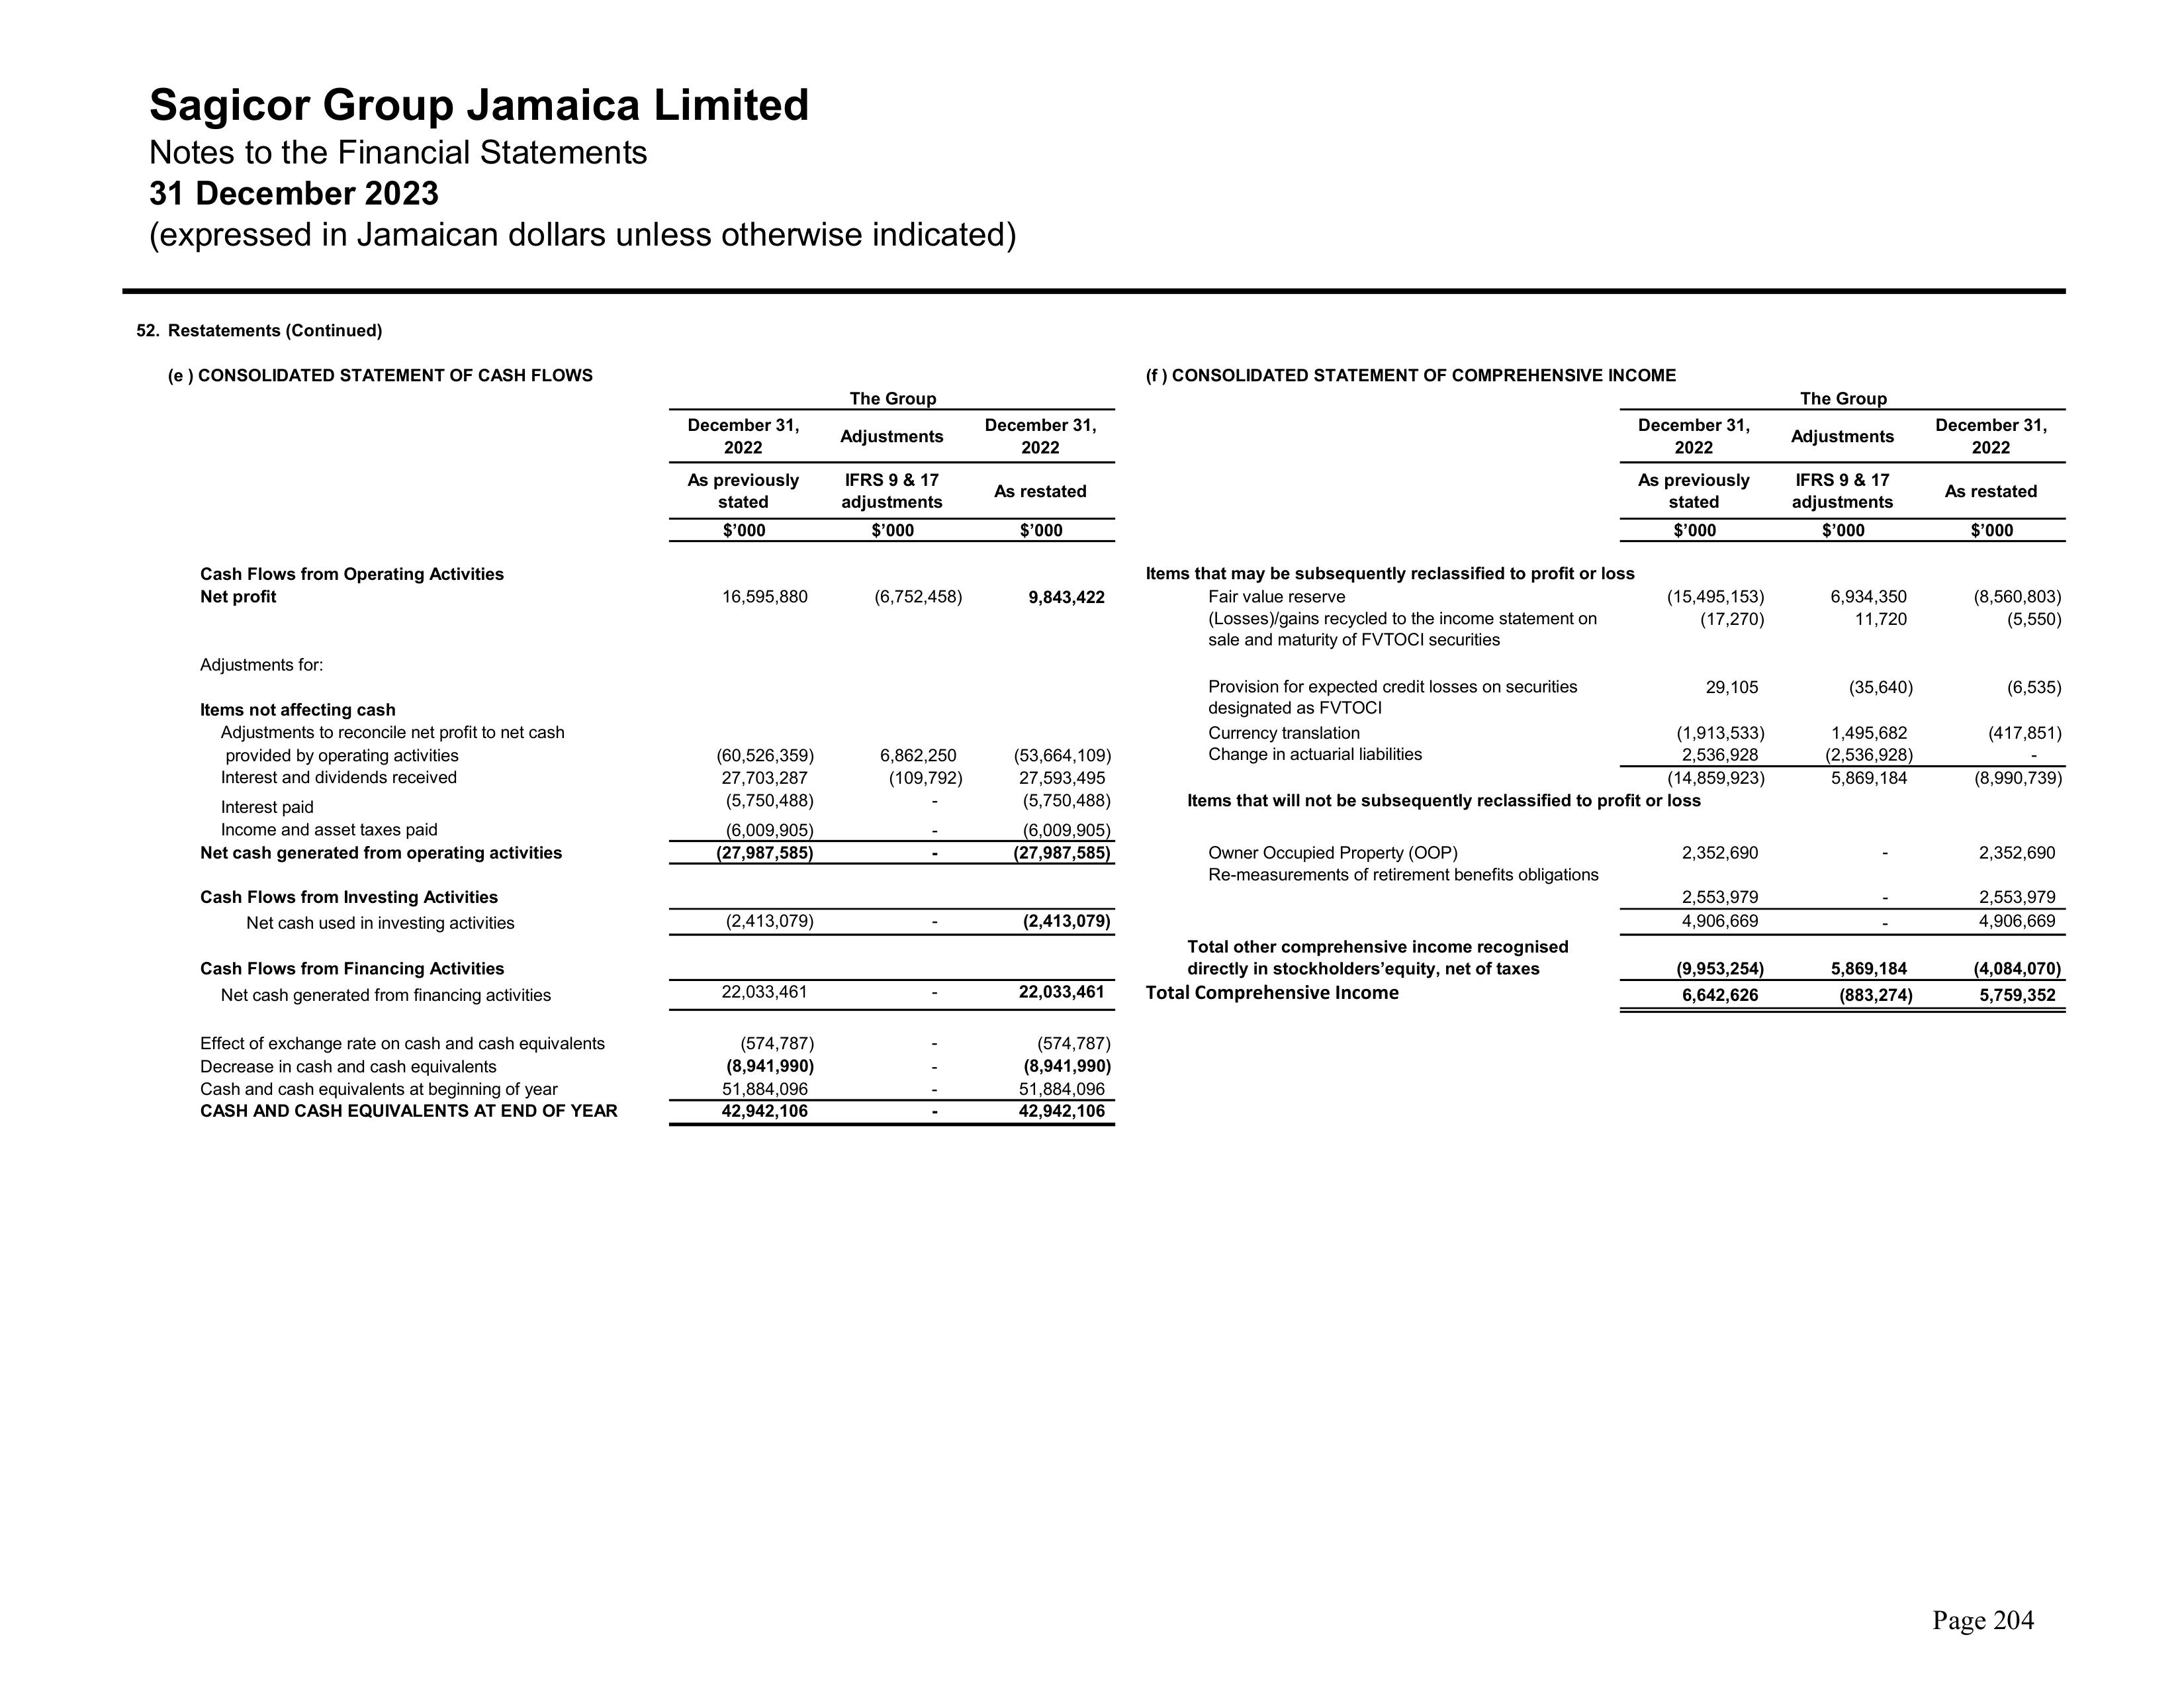 Sagicor Group Jamaica Limited
Notes to the Financial Statements
31 December 2023
(expressed in Jamaican dollars unless otherwise indicated)
52. Restatements (Continued)
(e ) CONSOLIDATED STATEMENT OF CASH FLOWS
The Group
December 31, 2022 Adjustments December 31, 2022
As previously stated IFRS 9 & 17 adjustments As restated
$’000 $’000 $’000
Cash Flows from Operating Activities
Net profit 16,595,880 (6,752,458) 9,843,422
Adjustments for:
Items not affecting cash
Adjustments to reconcile net profit to net cash
provided by operating activities (60,526,359) 6,862,250 (53,664,109)
Interest and dividends received 27,703,287 (109,792) 27,593,495
Interest paid (5,750,488) - (5,750,488)
Income and asset taxes paid (6,009,905) - (6,009,905)
Net cash generated from operating activities (27,987,585) - (27,987,585)
Cash Flows from Investing Activities
Net cash used in investing activities (2,413,079) - (2,413,079)
Cash Flows from Financing Activities
Net cash generated from financing activities 22,033,461 - 22,033,461
Effect of exchange rate on cash and cash equivalents (574,787) - (574,787)
Decrease in cash and cash equivalents (8,941,990) - (8,941,990)
Cash and cash equivalents at beginning of year 51,884,096 - 51,884,096
CASH AND CASH EQUIVALENTS AT END OF YEAR 42,942,106 - 42,942,106
(f ) CONSOLIDATED STATEMENT OF COMPREHENSIVE INCOME
The Group
December 31, 2022 Adjustments December 31, 2022
As previously stated IFRS 9 & 17 adjustments As restated
$’000 $’000 $’000
Items that may be subsequently reclassified to profit or loss
Fair value reserve (15,495,153) 6,934,350 (8,560,803)
(Losses)/gains recycled to the income statement on (17,270) 11,720 (5,550)
sale and maturity of FVTOCI securities
Provision for expected credit losses on securities 29,105 (35,640) (6,535)
designated as FVTOCI
Currency translation (1,913,533) 1,495,682 (417,851)
Change in actuarial liabilities 2,536,928 (2,536,928) -
(14,859,923) 5,869,184 (8,990,739)
Items that will not be subsequently reclassified to profit or loss
Owner Occupied Property (OOP) 2,352,690 - 2,352,690
Re-measurements of retirement benefits obligations
2,553,979 - 2,553,979
4,906,669 - 4,906,669
Total other comprehensive income recognised
directly in stockholders’equity, net of taxes (9,953,254) 5,869,184 (4,084,070)
Total Comprehensive Income 6,642,626 (883,274) 5,759,352
Page 204